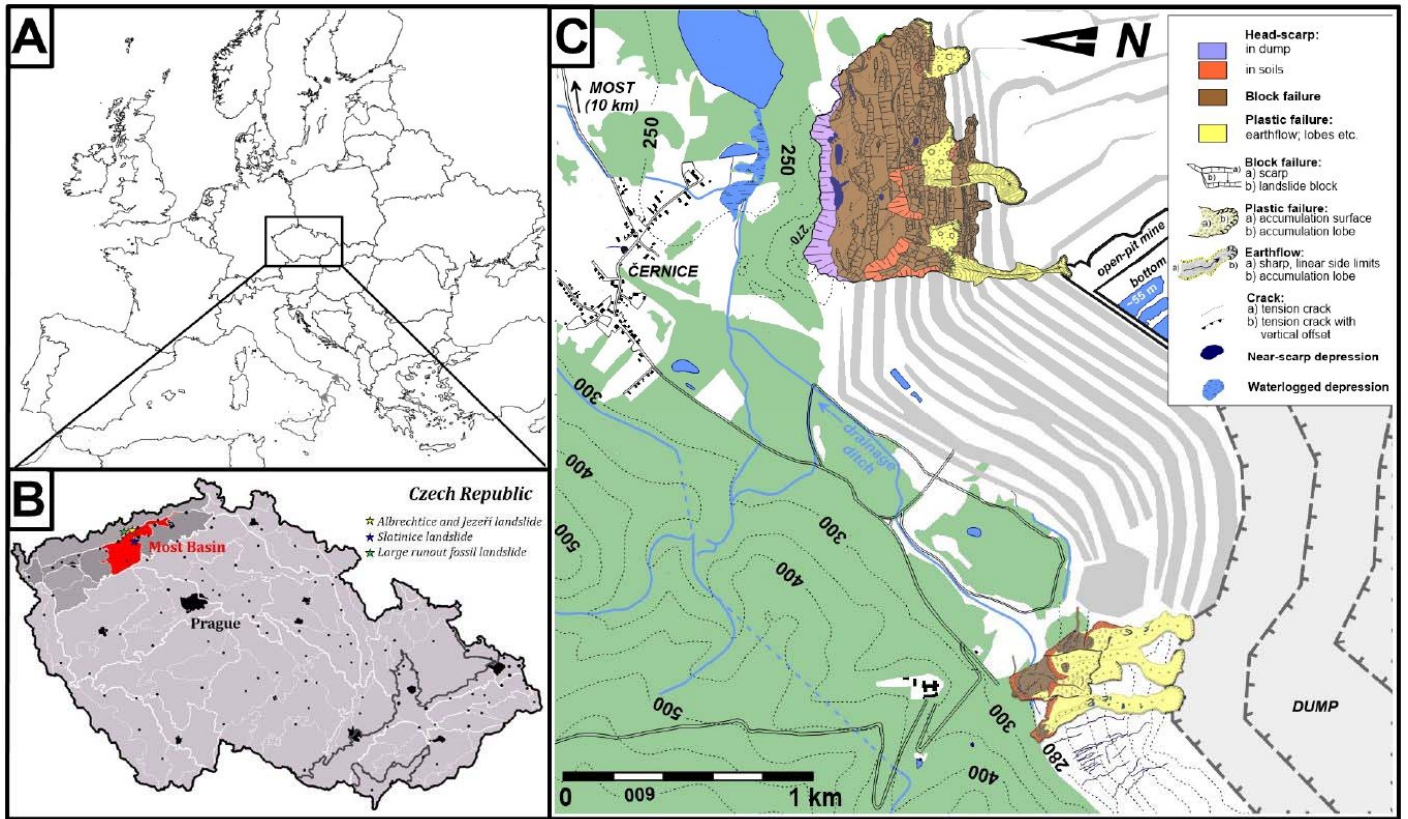 A
B
Czech Republic
Albrechtice and Jezeří landslide
Slatinice landslide
Large runout fossil landslide
Most Basin
Prague
C
N
MOST
(10 km)
250
250
270
ČERNICE
300
400
500
drainage
ditch
300
400
400
500
500
300
280
400
open-pit mine
bottom
~55 m
DUMP
0
600
1 km
Head-scarp:
in dump
in soils
Block failure
Plastic failure:
earthflow; lobes etc.
Block failure:
a) scarp
b) landslide block
a)
b)
Plastic failure:
a) accumulation surface
b) accumulation lobe
a
b
Earthflow:
a) sharp, linear side limits
b) accumulation lobe
a)
b)
Crack:
a) tension crack
b) tension crack with
vertical offset
Near-scarp depression
Waterlogged depression